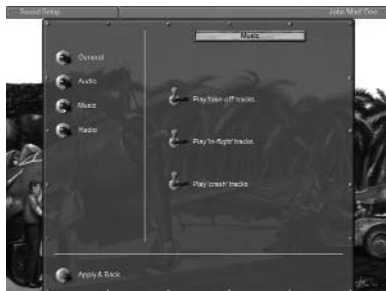 Sound Setup
John 'Mad' Doe
Music
General
Audio
Music
Radio
Play 'take-off' tracks
Play 'in-flight' tracks
Play 'crash' tracks
Apply & Back